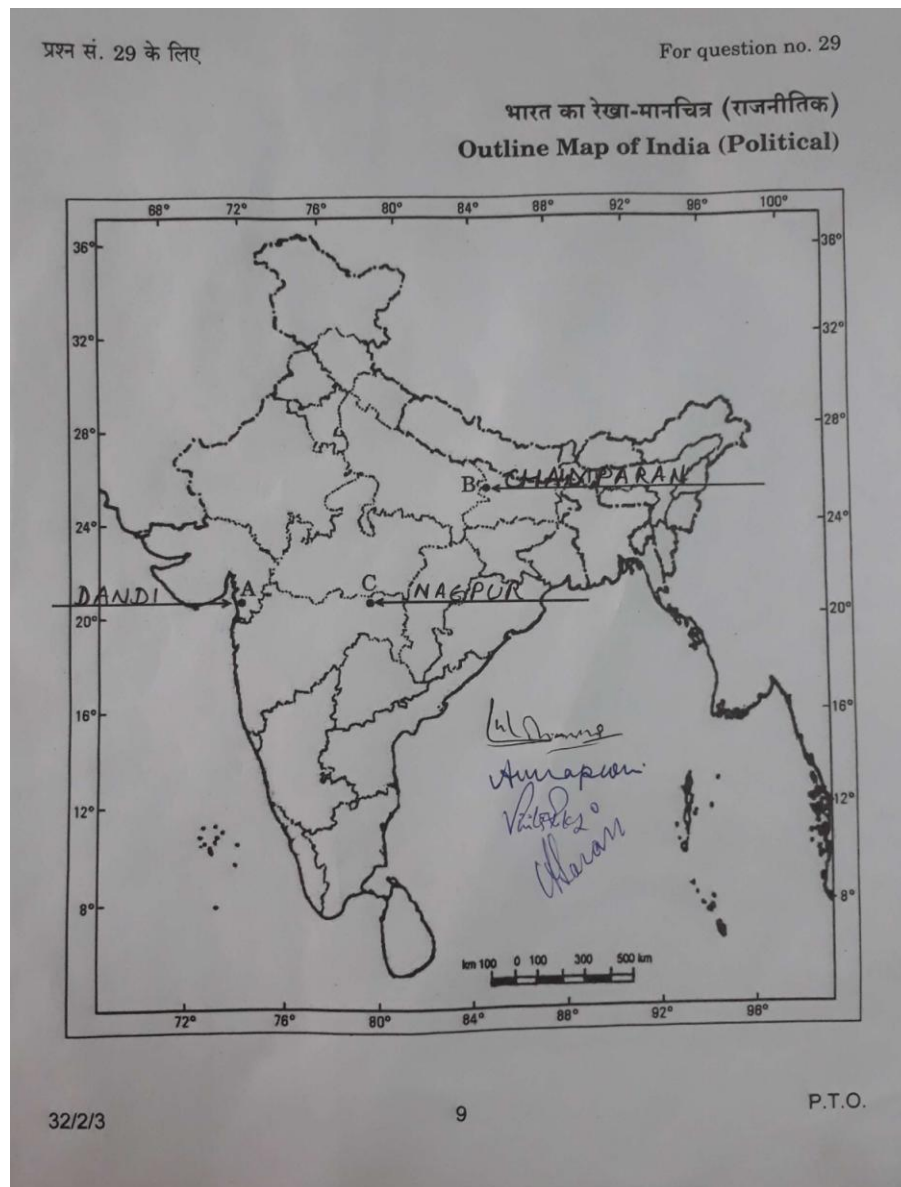 प्रश्न सं. 29 के लिए
For question no. 29
भारत का रेखा-मानचित्र (राजनीतिक)
Outline Map of India (Political)
68° 72° 76° 80° 84° 88° 92° 96° 100°
36° 38°
32° 32°
28° 28°
B CHAMPARAN
24° 24°
DANDI A C NAGPUR
20° 20°
16° 16°
12° 12°
8° 8°
km 100 0 100 300 500 km
72° 76° 80° 84° 88° 92° 96°
32/2/3 9 P.T.O.